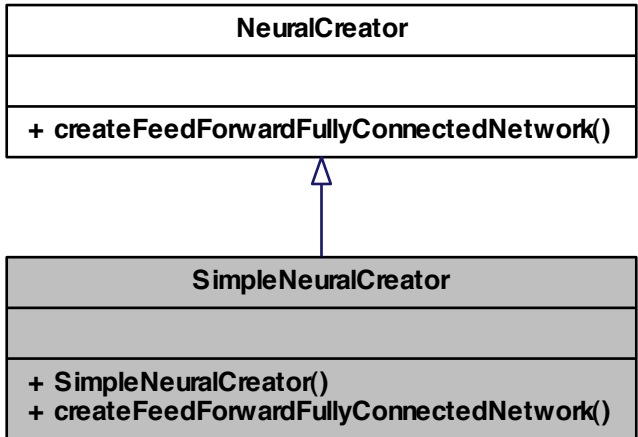 NeuralCreator
+ createFeedForwardFullyConnectedNetwork()
SimpleNeuralCreator
+ SimpleNeuralCreator()
+ createFeedForwardFullyConnectedNetwork()